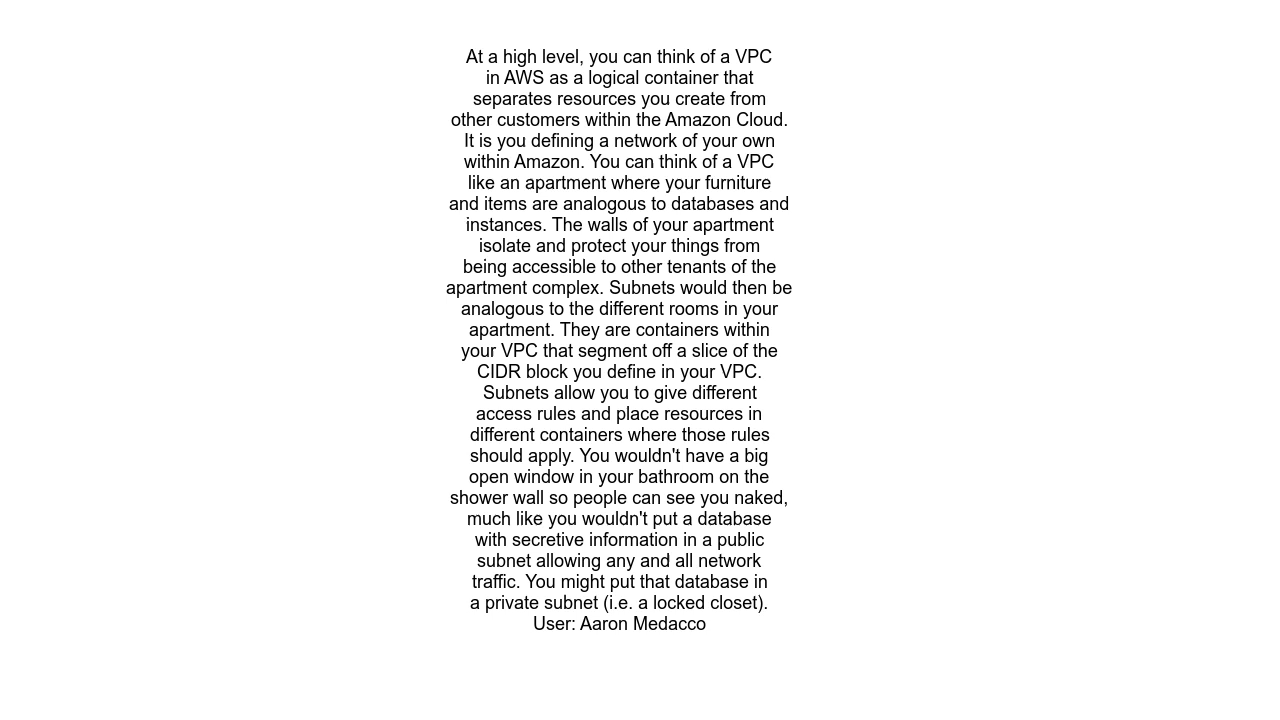 At a high level, you can think of a VPC
in AWS as a logical container that
separates resources you create from
other customers within the Amazon Cloud.
It is you defining a network of your own
within Amazon. You can think of a VPC
like an apartment where your furniture
and items are analogous to databases and
instances. The walls of your apartment
isolate and protect your things from
being accessible to other tenants of the
apartment complex. Subnets would then be
analogous to the different rooms in your
apartment. They are containers within
your VPC that segment off a slice of the
CIDR block you define in your VPC.
Subnets allow you to give different
access rules and place resources in
different containers where those rules
should apply. You wouldn't have a big
open window in your bathroom on the
shower wall so people can see you naked,
much like you wouldn't put a database
with secretive information in a public
subnet allowing any and all network
traffic. You might put that database in
a private subnet (i.e. a locked closet).
User: Aaron Medacco